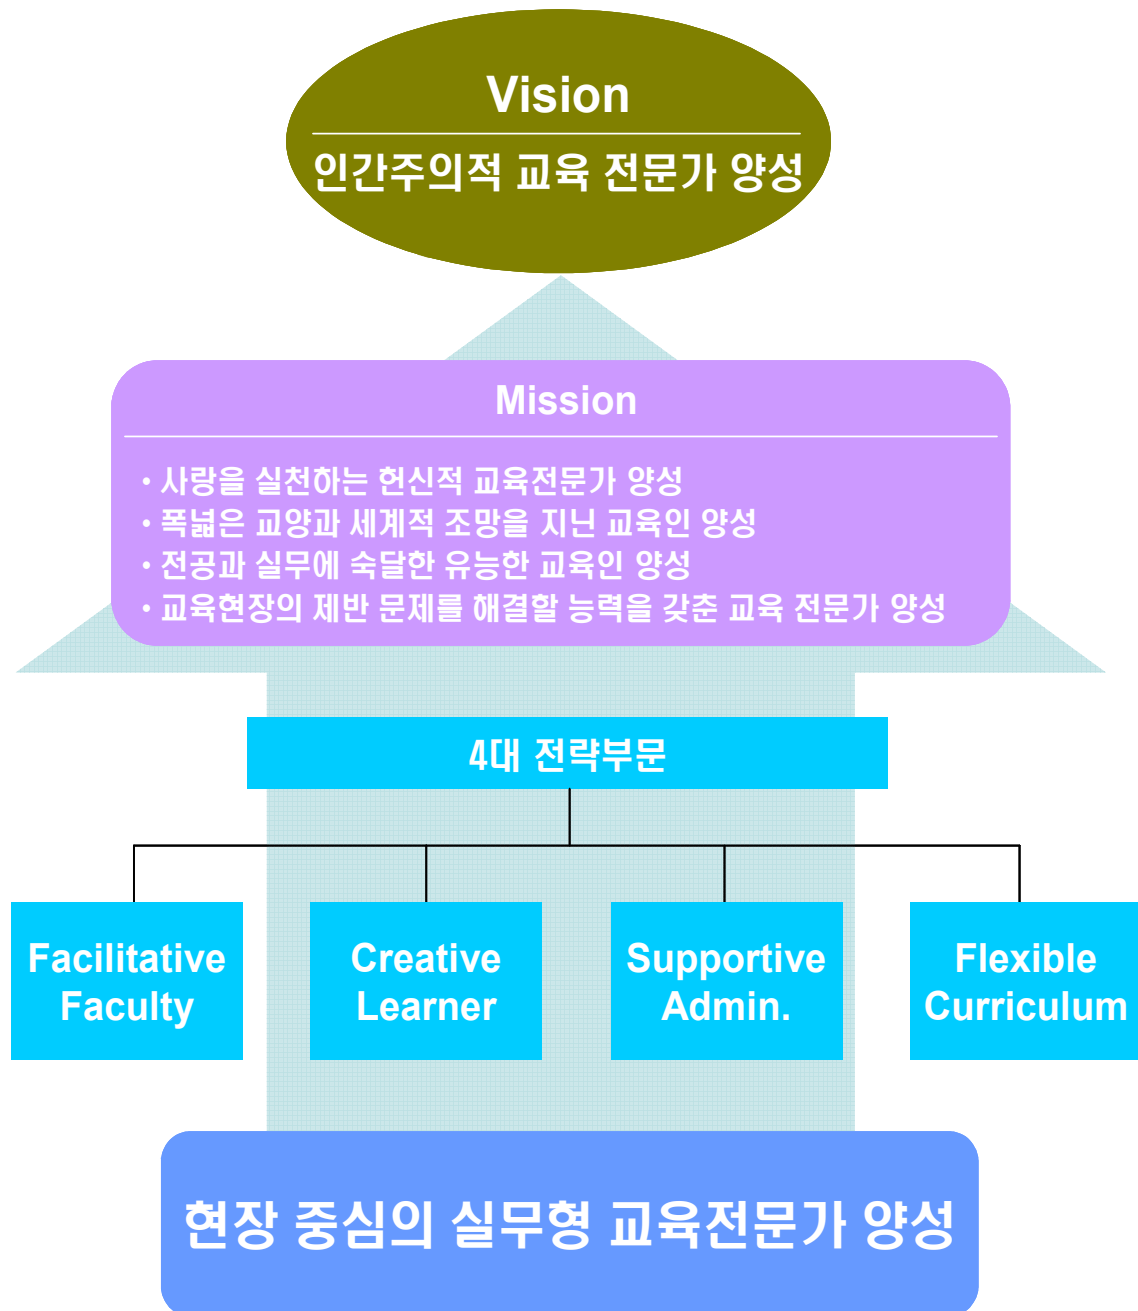 Vision
인간주의적 교육 전문가 양성
Mission
• 사랑을 실천하는 헌신적 교육전문가 양성
• 폭넓은 교양과 세계적 조망을 지닌 교육인 양성
• 전공과 실무에 숙달한 유능한 교육인 양성
• 교육현장의 제반 문제를 해결할 능력을 갖춘 교육 전문가 양성
4대 전략부문
Facilitative
Faculty
Creative
Learner
Supportive
Admin.
Flexible
Curriculum
현장 중심의 실무형 교육전문가 양성